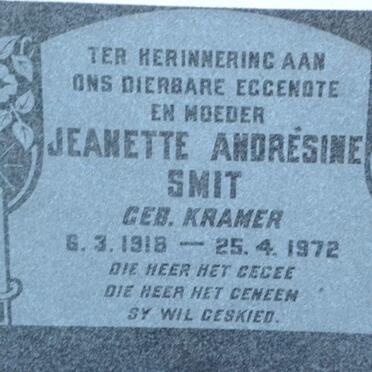 TER HERINNERING AAN
ONS DIERBARE EGGENOTE
EN MOEDER
JEANETTE ANDRÉSINE
SMIT
GEB. KRAMER
6.3.1918 — 25.4.1972
DIE HEER HET GEGEE
DIE HEER HET GENEEM
SY WIL GESKIED.